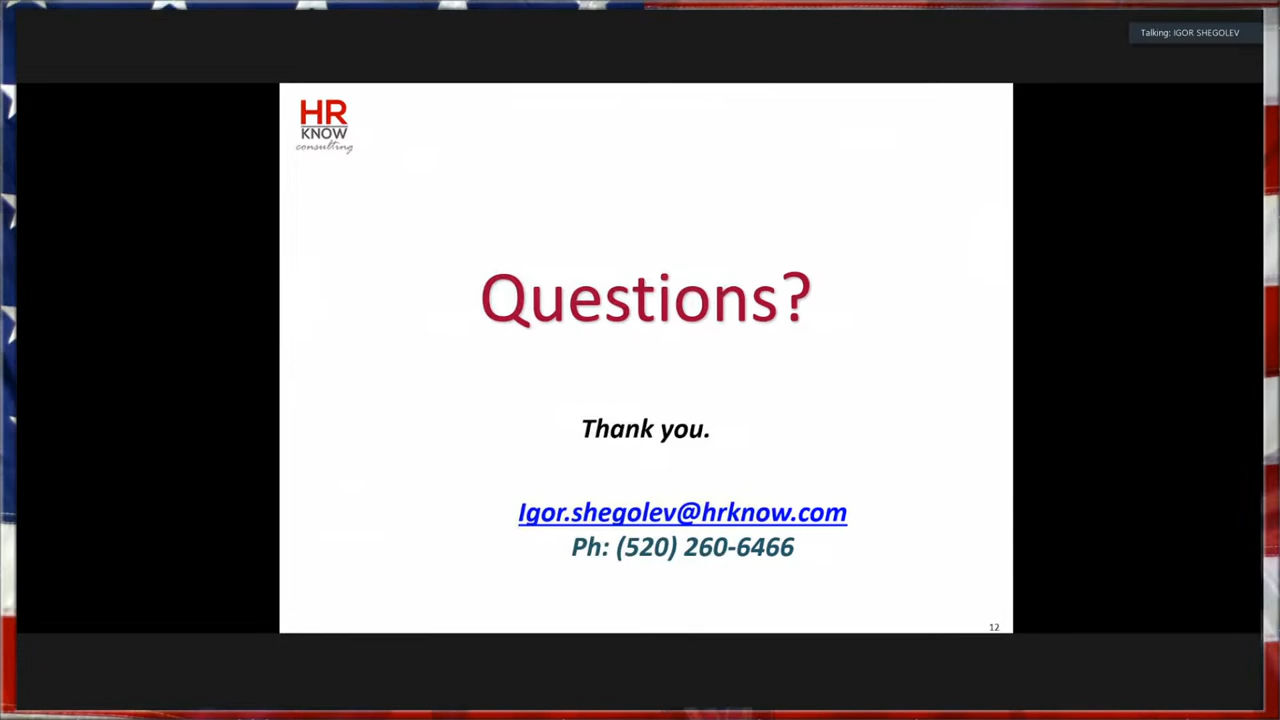 Talking: IGOR SHEGOLEV
HR
KNOW
consulting
Questions?
Thank you.
Igor.shegolev@hrknow.com
Ph: (520) 260-6466
12